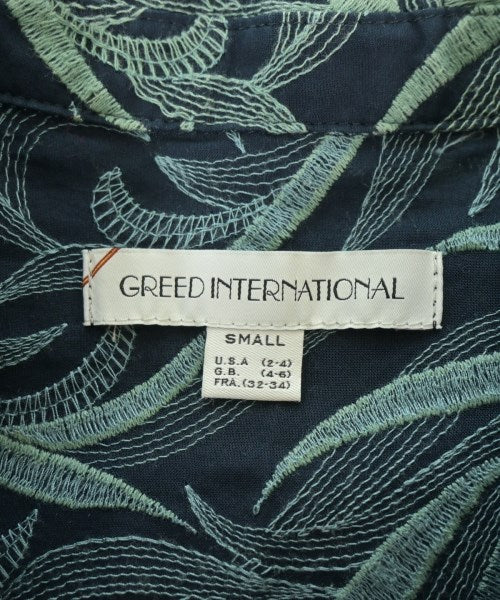 GREED INTERNATIONAL
SMALL
U.S.A (2-4)
G.B. (4-6)
FRA. (32-34)